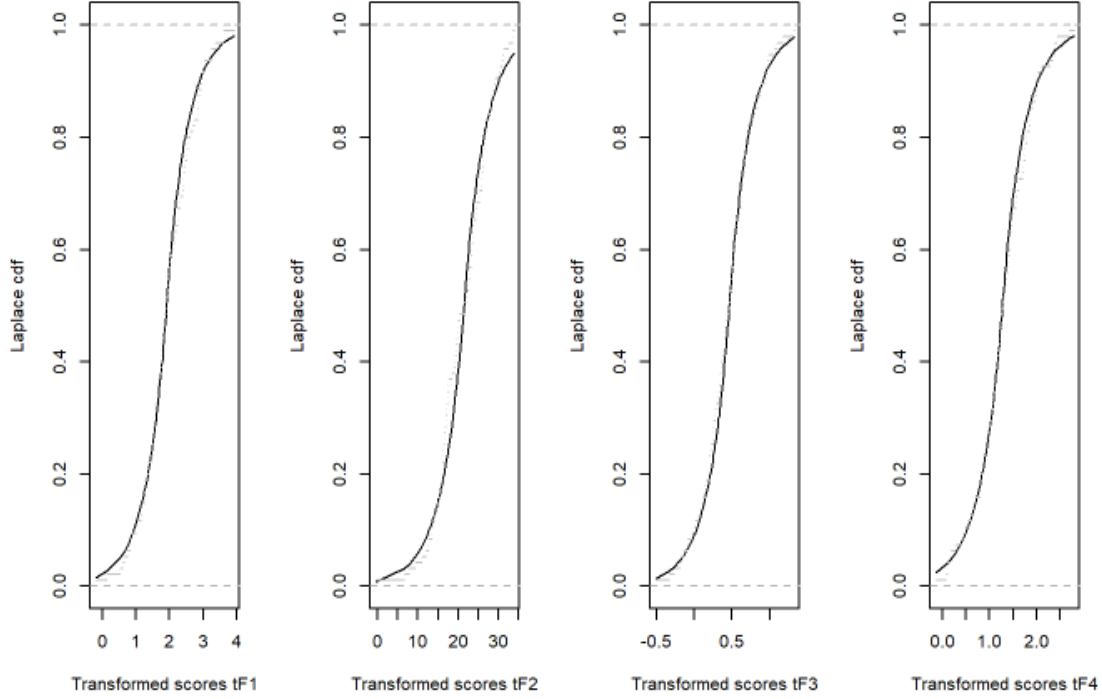 Laplace cdf
0.0 0.2 0.4 0.6 0.8 1.0
0 1 2 3 4
Transformed scores tF1
Laplace cdf
0.0 0.2 0.4 0.6 0.8 1.0
0 10 20 30
Transformed scores tF2
Laplace cdf
0.0 0.2 0.4 0.6 0.8 1.0
-0.5 0.5
Transformed scores tF3
Laplace cdf
0.0 0.2 0.4 0.6 0.8 1.0
0.0 1.0 2.0
Transformed scores tF4